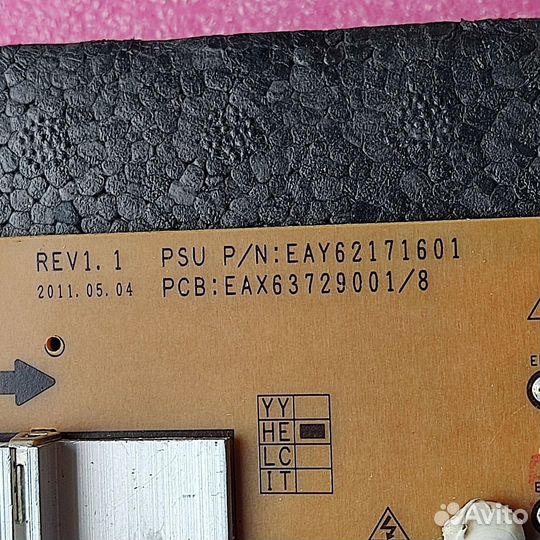 REV1.1 PSU P/N:EAY62171601
2011.05.04 PCB:EAX63729001/8
YY
HE
LC
IT
Avito